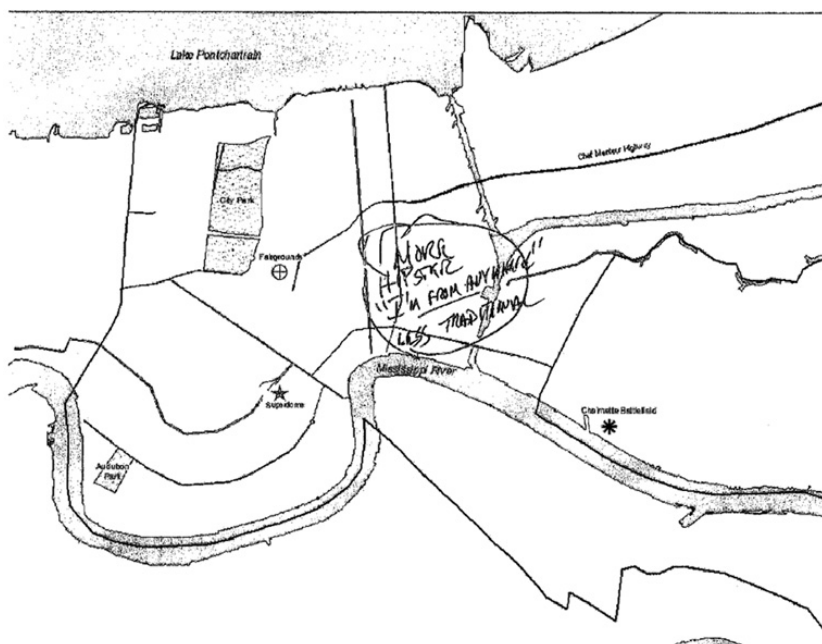 Lake Pontchartrain
Chef Menteur Highway
City Park
Fairgrounds
MORE
HIPSTER
"I'M FROM ANYWHERE"
LESS TRADITIONAL
Mississippi River
Superdome
Chalmette Battlefield
Audubon
Park